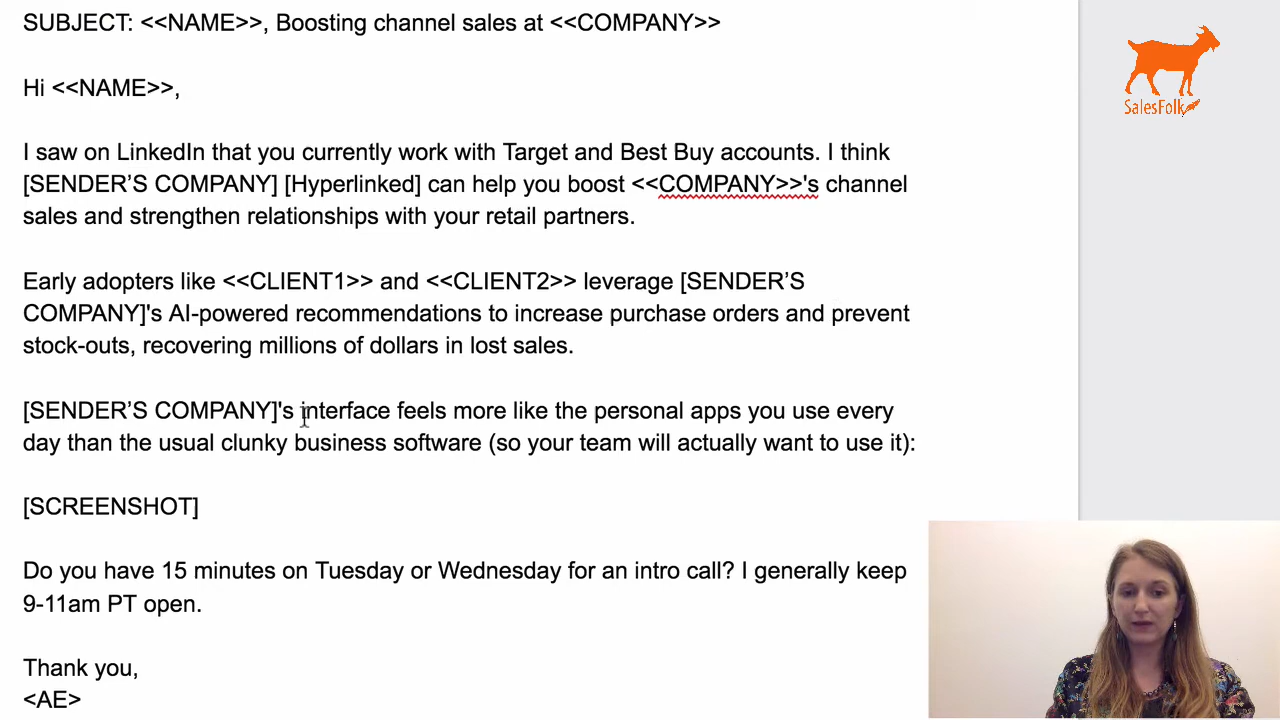 SUBJECT: <<NAME>>, Boosting channel sales at <<COMPANY>>
Hi <<NAME>>,
I saw on LinkedIn that you currently work with Target and Best Buy accounts. I think
[SENDER’S COMPANY] [Hyperlinked] can help you boost <<COMPANY>>'s channel
sales and strengthen relationships with your retail partners.
Early adopters like <<CLIENT1>> and <<CLIENT2>> leverage [SENDER’S
COMPANY]'s AI-powered recommendations to increase purchase orders and prevent
stock-outs, recovering millions of dollars in lost sales.
[SENDER’S COMPANY]'s interface feels more like the personal apps you use every
day than the usual clunky business software (so your team will actually want to use it):
[SCREENSHOT]
Do you have 15 minutes on Tuesday or Wednesday for an intro call? I generally keep
9-11am PT open.
Thank you,
<AE>
SalesFolk